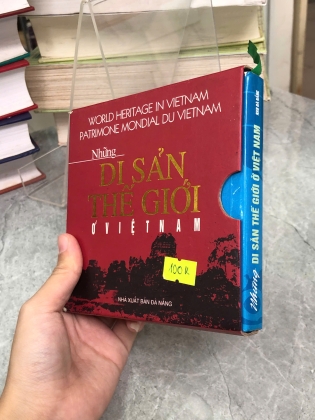 WORLD HERITAGE IN VIETNAM
PATRIMONE MONDIAL DU VIETNAM
Những
DI SẢN
THẾ GIỚI
Ở VIỆT NAM
100K
NHÀ XUẤT BẢN ĐÀ NẴNG
Những DI SẢN THẾ GIỚI Ở VIỆT NAM